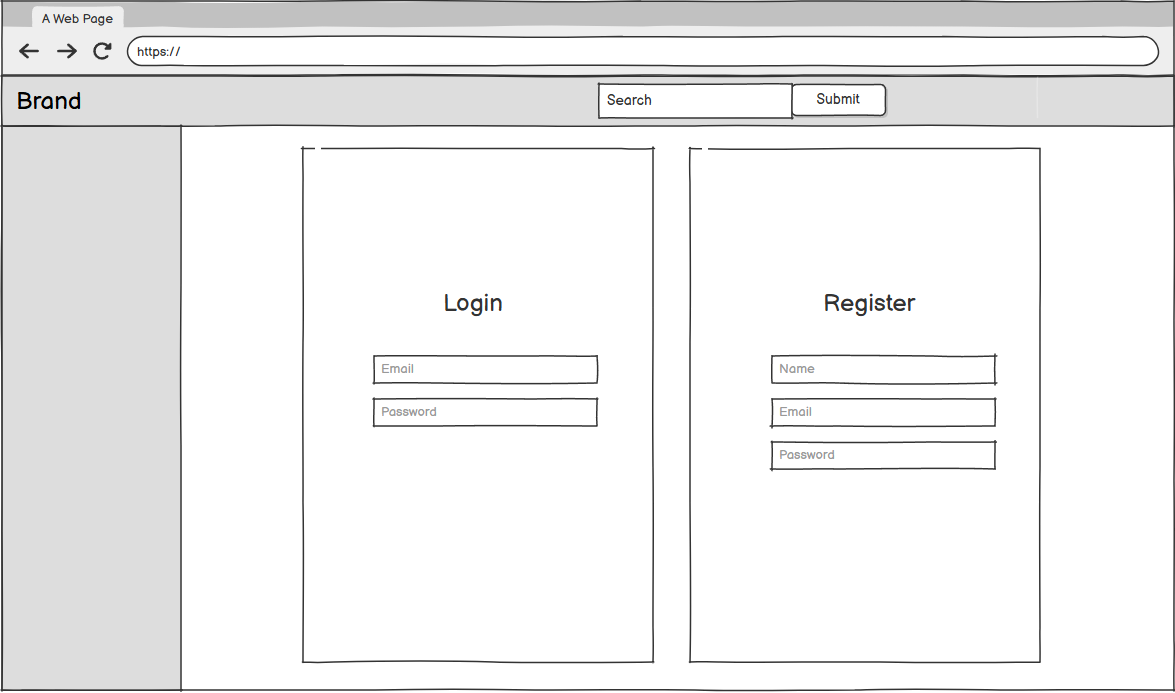 A Web Page
https://
Brand
Search
Submit
Login
Email
Password
Register
Name
Email
Password